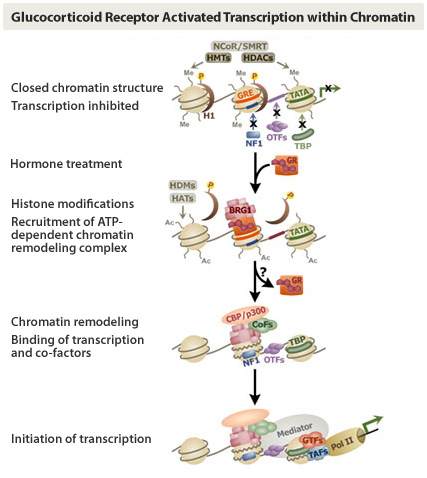 Glucocorticoid Receptor Activated Transcription within Chromatin
NCoR/SMRT
HMTs HDACs
Me P Me P Me
Closed chromatin structure
Transcription inhibited
GRE TATA X
H1
Me Me
X X X
NF1 OTFs TBP
Hormone treatment
GR
HDMs
HATs
P P
Histone modifications
Recruitment of ATP-
dependent chromatin
remodeling complex
BRG1
Ac Ac
TATA
Ac Ac
?
GR
Chromatin remodeling
Binding of transcription
and co-factors
CBP/p300
CoFs
TBP
NF1 OTFs
Initiation of transcription
Mediator
GTFs
TAFs
Pol II